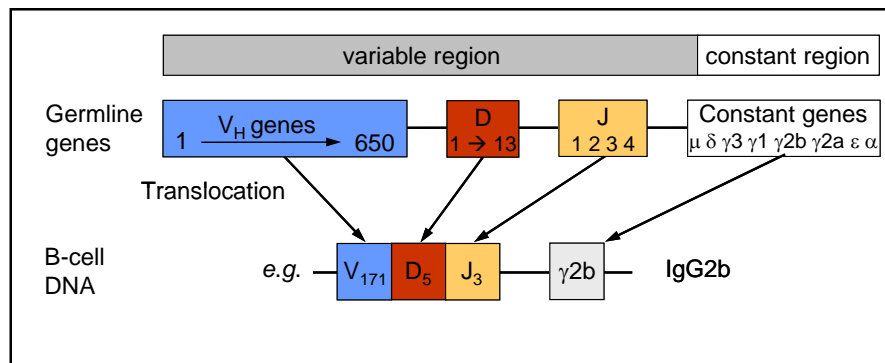 variable region constant region
Germline genes
V_H genes
1 650
D
1 → 13
J
1 2 3 4
Constant genes
μ δ γ3 γ1 γ2b γ2a ε α
Translocation
B-cell DNA
e.g. V₁₇₁ D₅ J₃ γ2b IgG2b